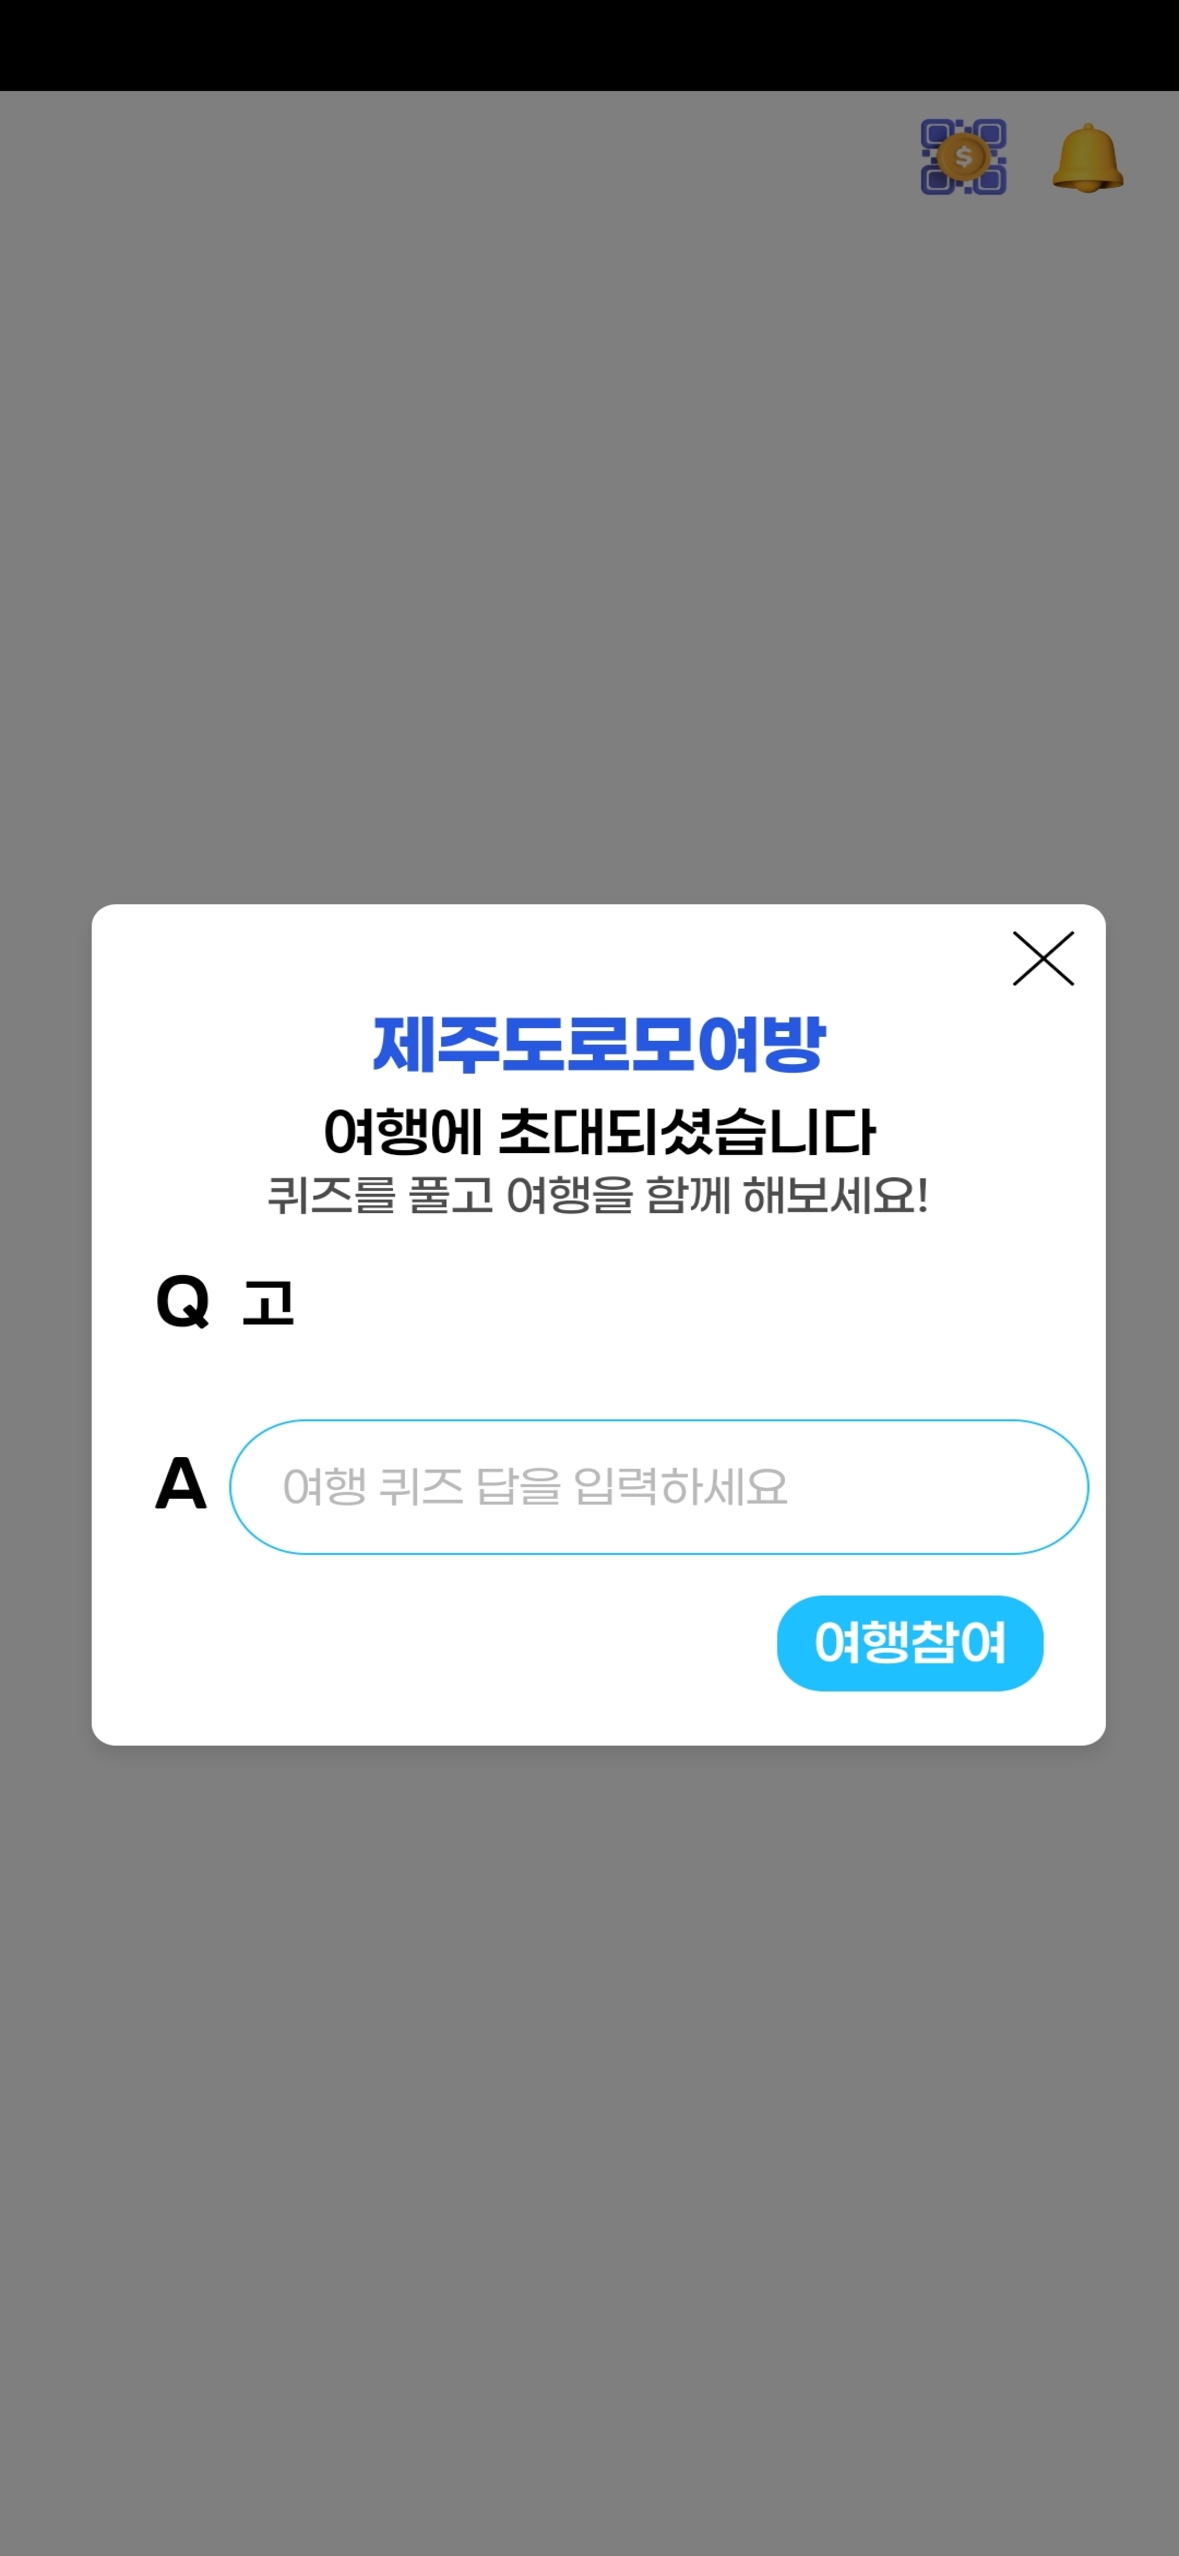 제주도로모여방
여행에 초대되셨습니다
퀴즈를 풀고 여행을 함께 해보세요!
Q 고
A 여행 퀴즈 답을 입력하세요
여행참여